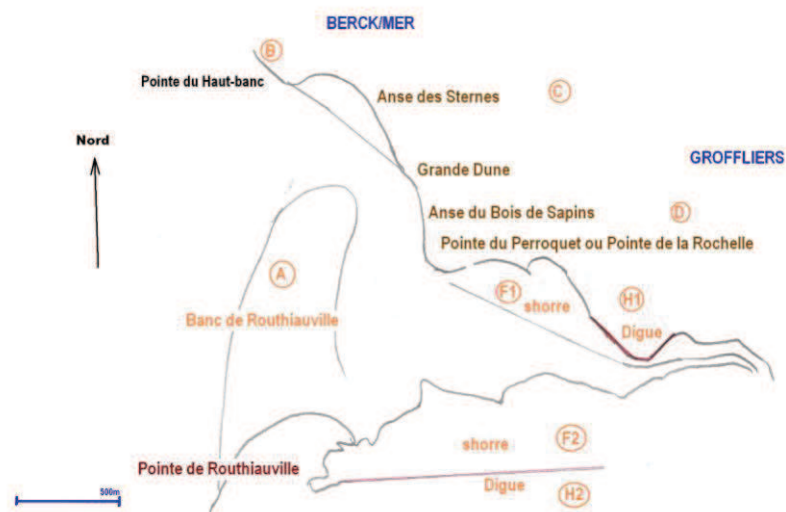 BERCK/MER
B
Pointe du Haut-banc
Anse des Sternes
C
Nord
Grande Dune
GROFFLIERS
Anse du Bois de Sapins
D
Pointe du Perroquet ou Pointe de la Rochelle
A
F1
H1
shorre
Banc de Routhiauville
Digue
shorre
F2
Pointe de Routhiauville
Digue
H2
500m